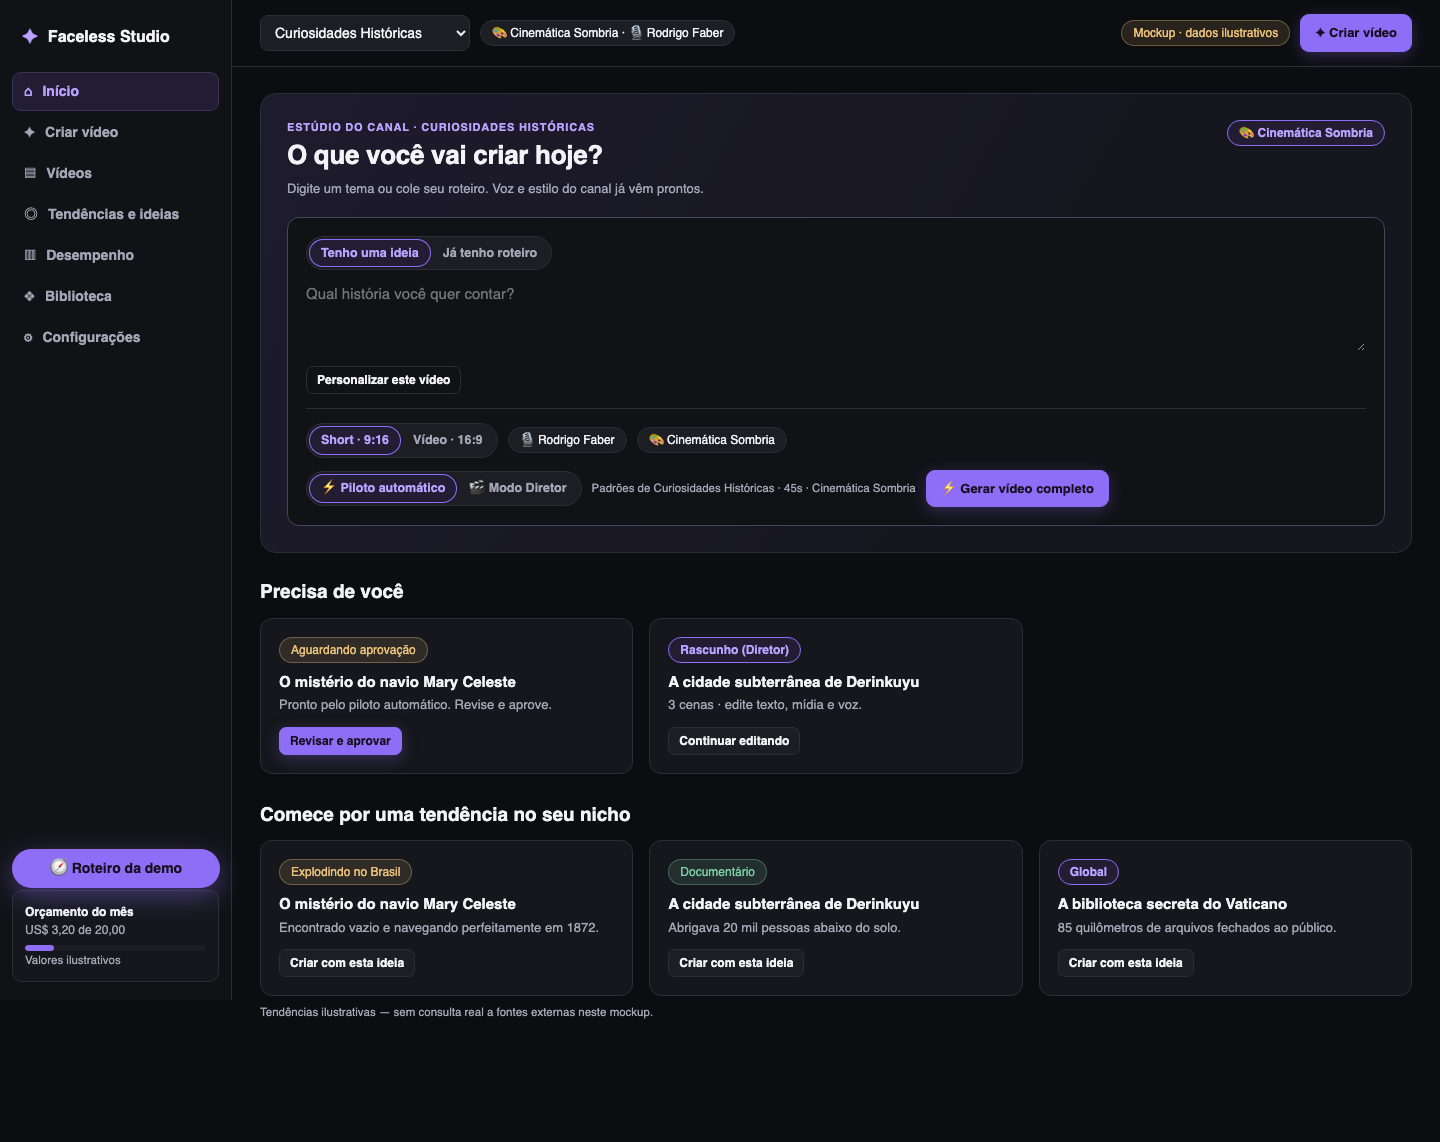 Faceless Studio
Início
Criar vídeo
Vídeos
Tendências e ideias
Desempenho
Biblioteca
Configurações
Roteiro da demo
Orçamento do mês
US$ 3,20 de 20,00
Valores ilustrativos
Curiosidades Históricas
Cinemática Sombria · Rodrigo Faber
Mockup · dados ilustrativos
Criar vídeo
ESTÚDIO DO CANAL · CURIOSIDADES HISTÓRICAS
O que você vai criar hoje?
Digite um tema ou cole seu roteiro. Voz e estilo do canal já vêm prontos.
Cinemática Sombria
Tenho uma ideia
Já tenho roteiro
Qual história você quer contar?
Personalizar este vídeo
Short · 9:16
Vídeo · 16:9
Rodrigo Faber
Cinemática Sombria
Piloto automático
Modo Diretor
Padrões de Curiosidades Históricas · 45s · Cinemática Sombria
Gerar vídeo completo
Precisa de você
Aguardando aprovação
O mistério do navio Mary Celeste
Pronto pelo piloto automático. Revise e aprove.
Revisar e aprovar
Rascunho (Diretor)
A cidade subterrânea de Derinkuyu
3 cenas · edite texto, mídia e voz.
Continuar editando
Comece por uma tendência no seu nicho
Explodindo no Brasil
O mistério do navio Mary Celeste
Encontrado vazio e navegando perfeitamente em 1872.
Criar com esta ideia
Documentário
A cidade subterrânea de Derinkuyu
Abrigava 20 mil pessoas abaixo do solo.
Criar com esta ideia
Global
A biblioteca secreta do Vaticano
85 quilômetros de arquivos fechados ao público.
Criar com esta ideia
Tendências ilustrativas — sem consulta real a fontes externas neste mockup.